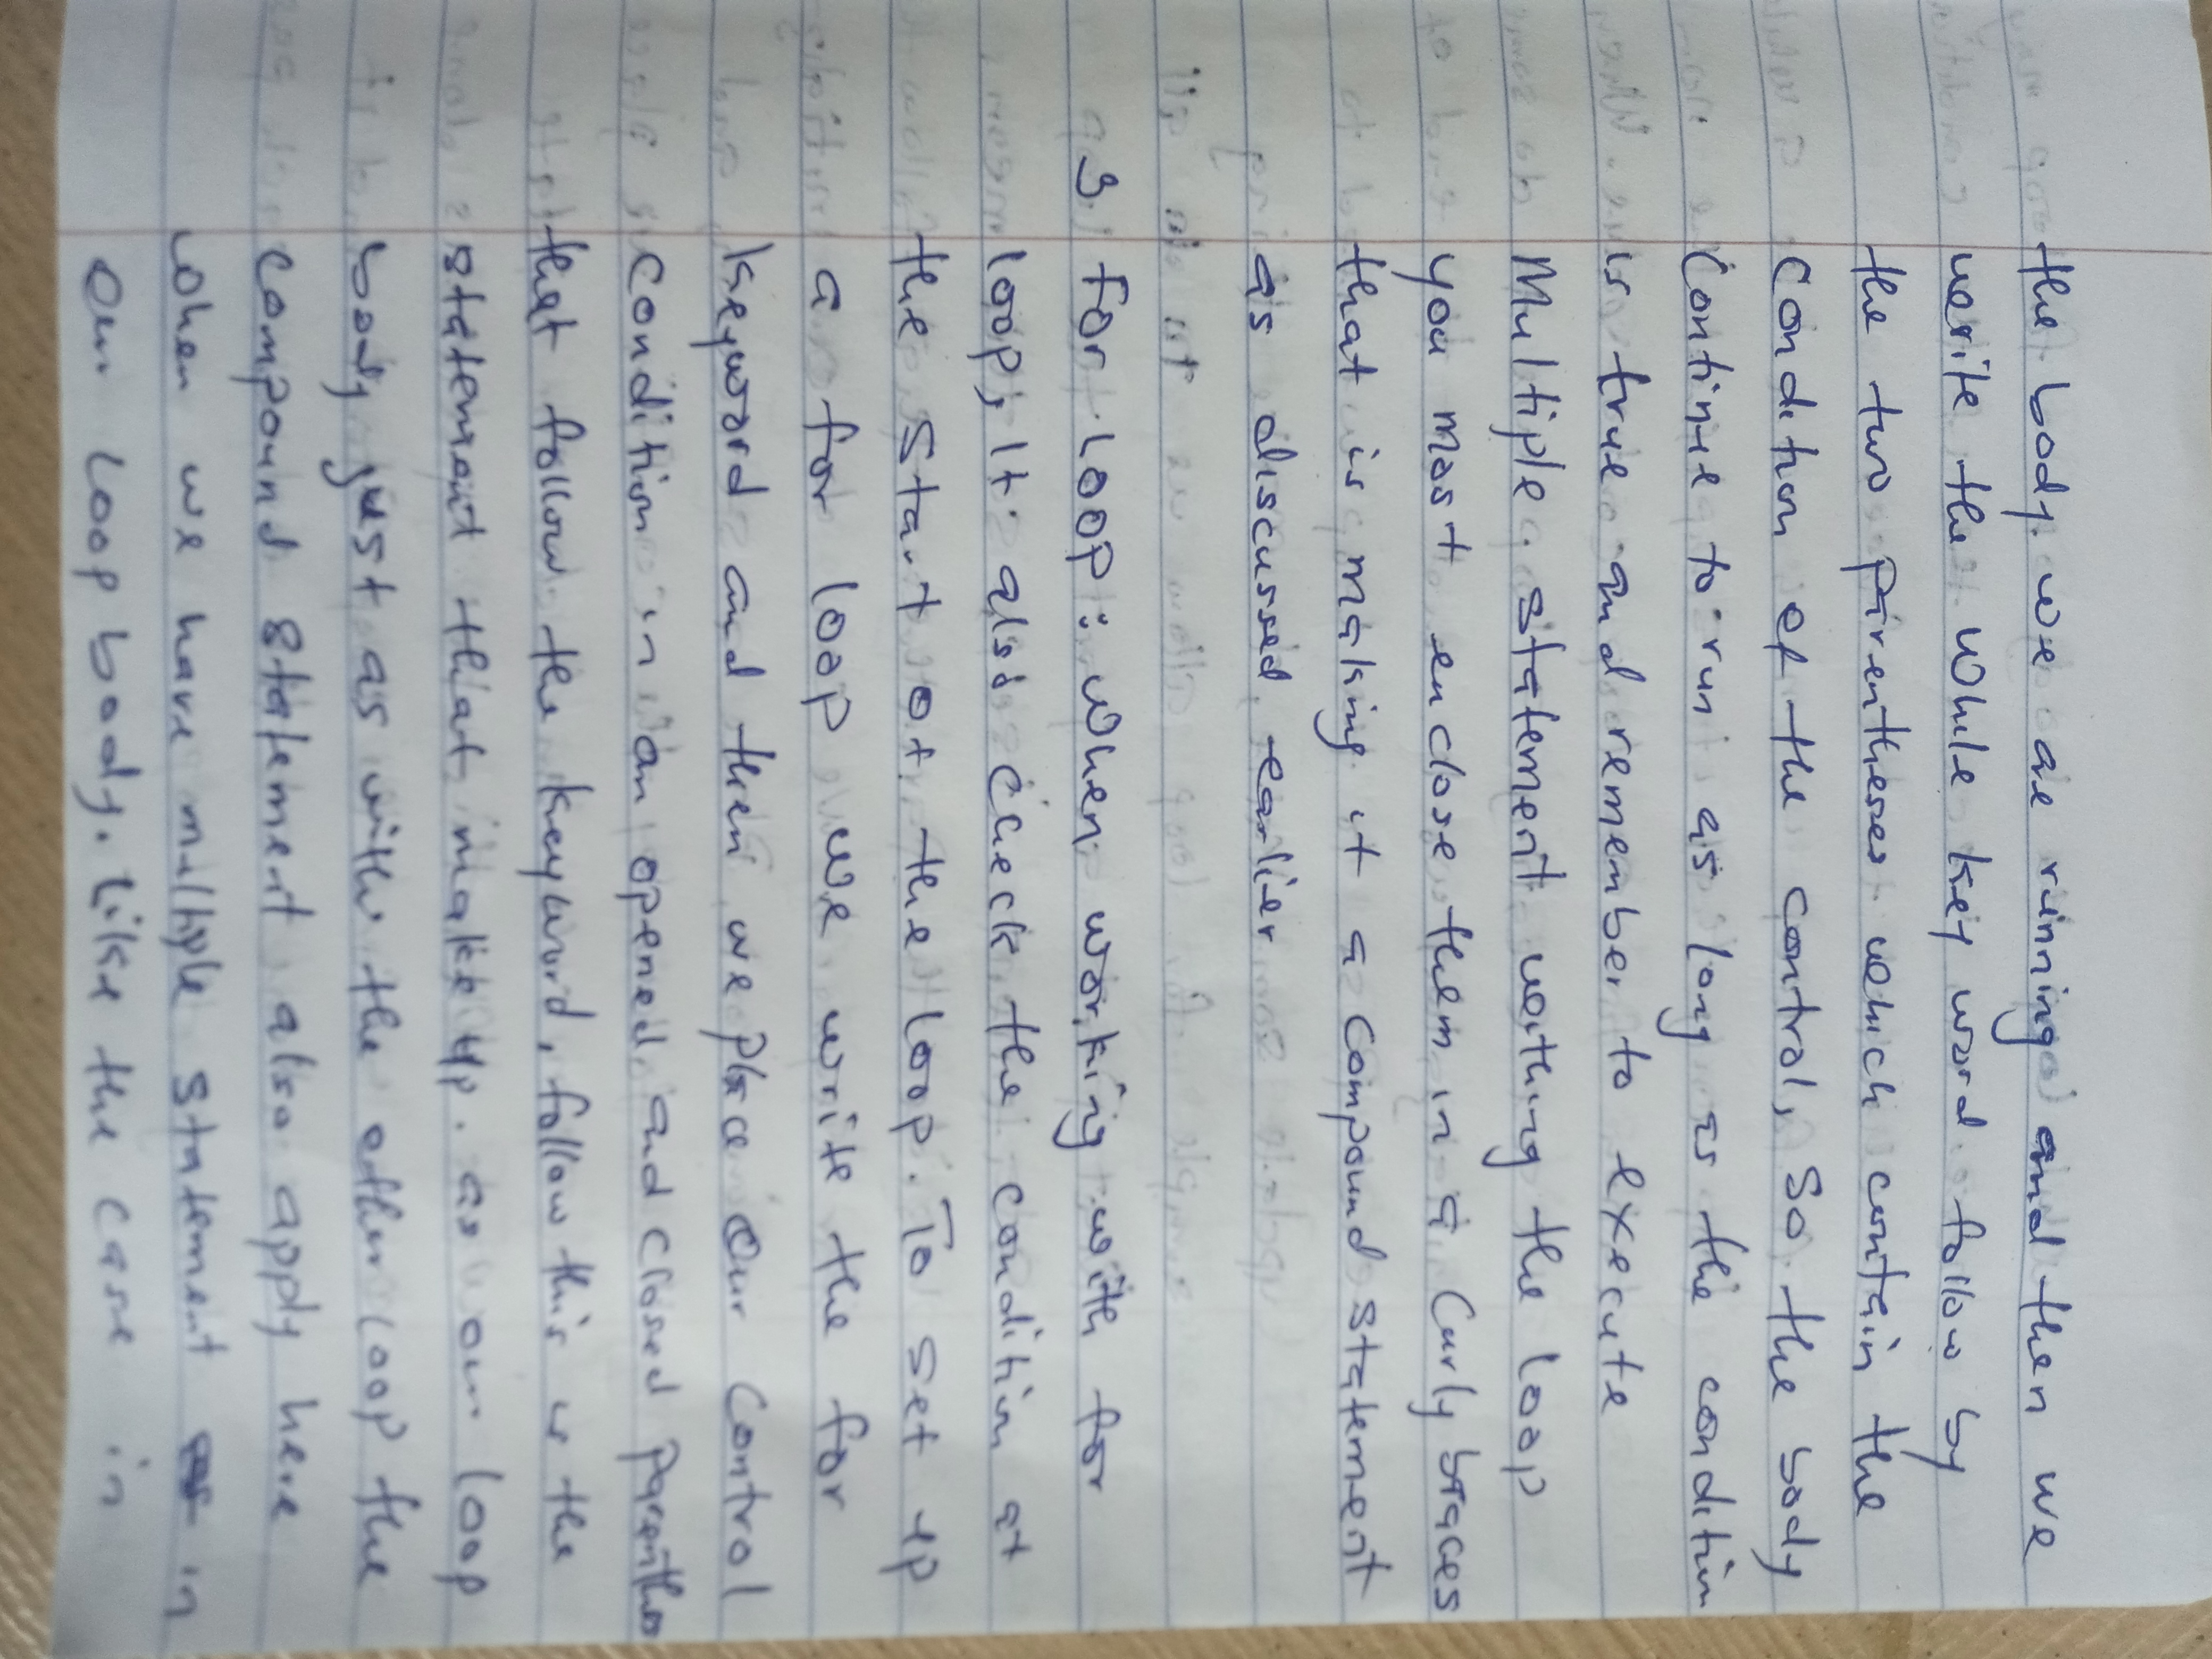 the body. we are running and then we
write the while key word follow by
the two pirentheses which contain the
condition of the control, so the body
Continue to run as long as the condition
is true and remember to execute
Multiple statement withing the loop
you most enclose them in a Curly braces
that is making it a compound statement
as discussed earlier
3. for loop: when working with for
loop, It also check the condition at
the start of the loop. To set up
a for loop we write the for
keyword and then we place our control
condition in an opened and closed parenthes
that follow the keyword, follow this is the
statement that make up. as our loop
body just as with the other loop the
compound statement also apply here
when we have multiple statement in
our loop body. like the case in